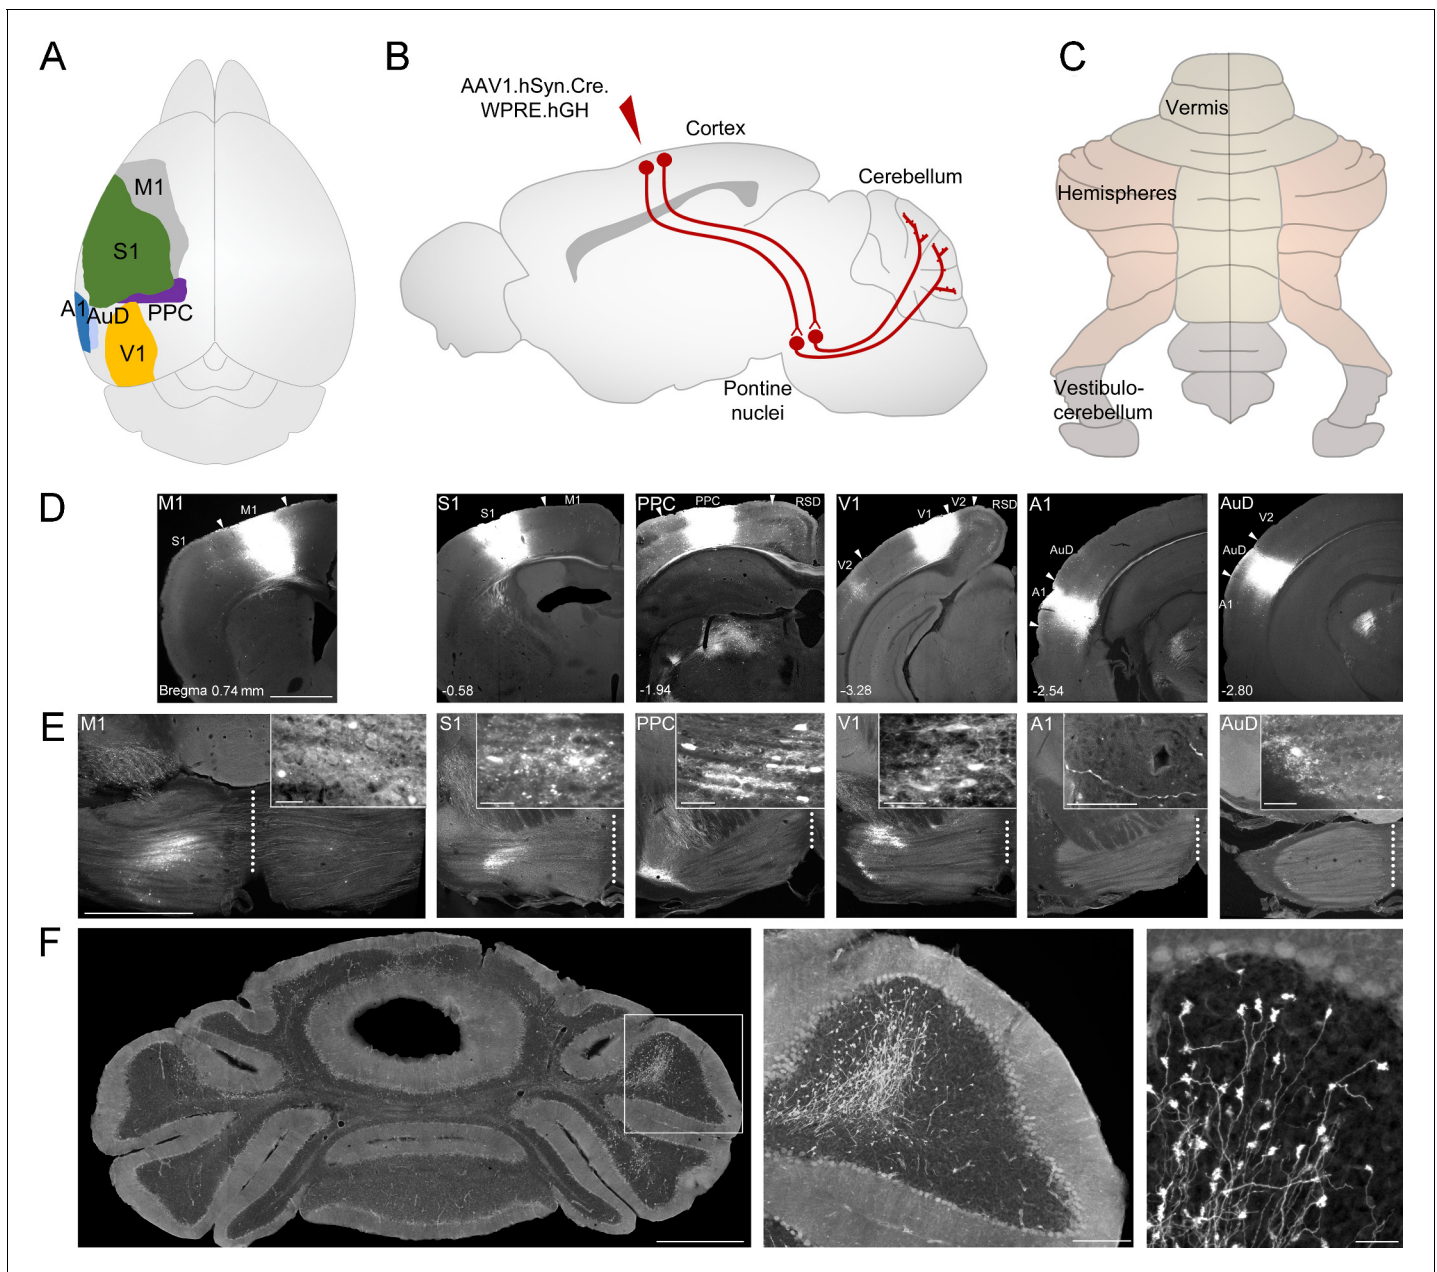 A
B
C
AAV1.hSyn.Cre.
WPRE.hGH
Cortex
Cerebellum
Pontine
nuclei
M1
S1
A1
AuD
PPC
V1
Vermis
Hemispheres
Vestibulo-
cerebellum
D
M1
M1
S1
Bregma 0.74 mm
S1
M1
S1
-0.58
PPC
PPC
RSD
-1.94
V1
V2
V1
RSD
V2
-3.28
A1
AuD
A1
-2.54
AuD
V2
AuD
A1
-2.80
E
M1
S1
PPC
V1
A1
AuD
F